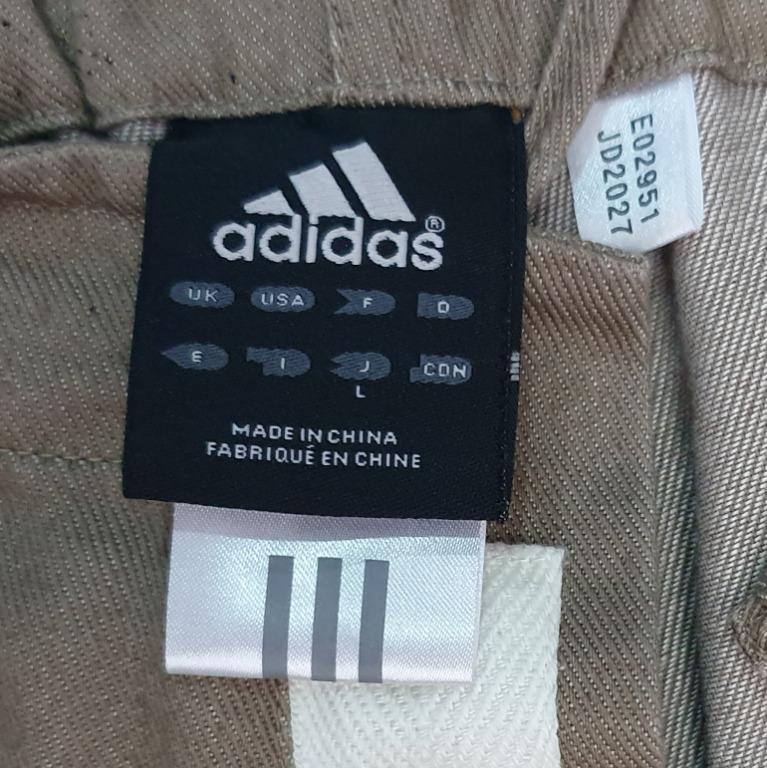 adidas®
UK USA F D
E I J CDN
L
MADE IN CHINA
FABRIQUÉ EN CHINE
E02951
JD2027